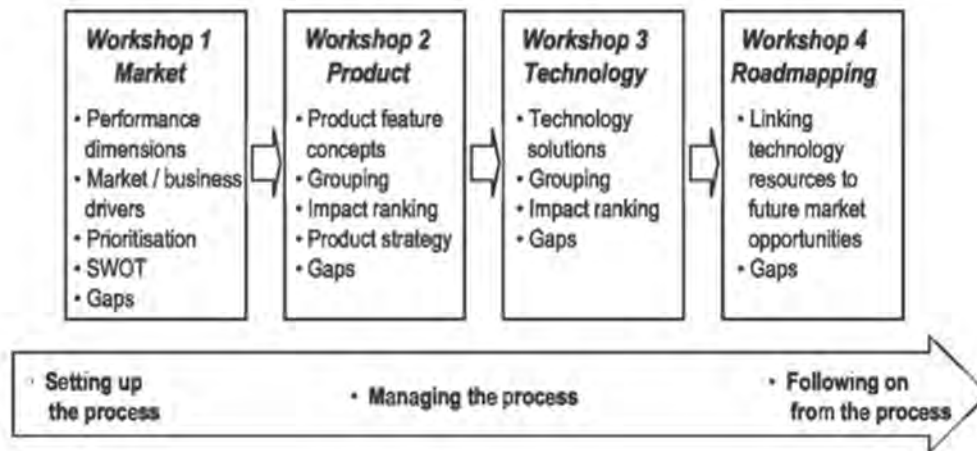 Workshop 1
Market
• Performance
dimensions
• Market / business
drivers
• Prioritisation
• SWOT
• Gaps
Workshop 2
Product
• Product feature
concepts
• Grouping
• Impact ranking
• Product strategy
• Gaps
Workshop 3
Technology
• Technology
solutions
• Grouping
• Impact ranking
• Gaps
Workshop 4
Roadmapping
• Linking
technology
resources to
future market
opportunities
• Gaps
• Setting up
the process
• Managing the process
• Following on
from the process